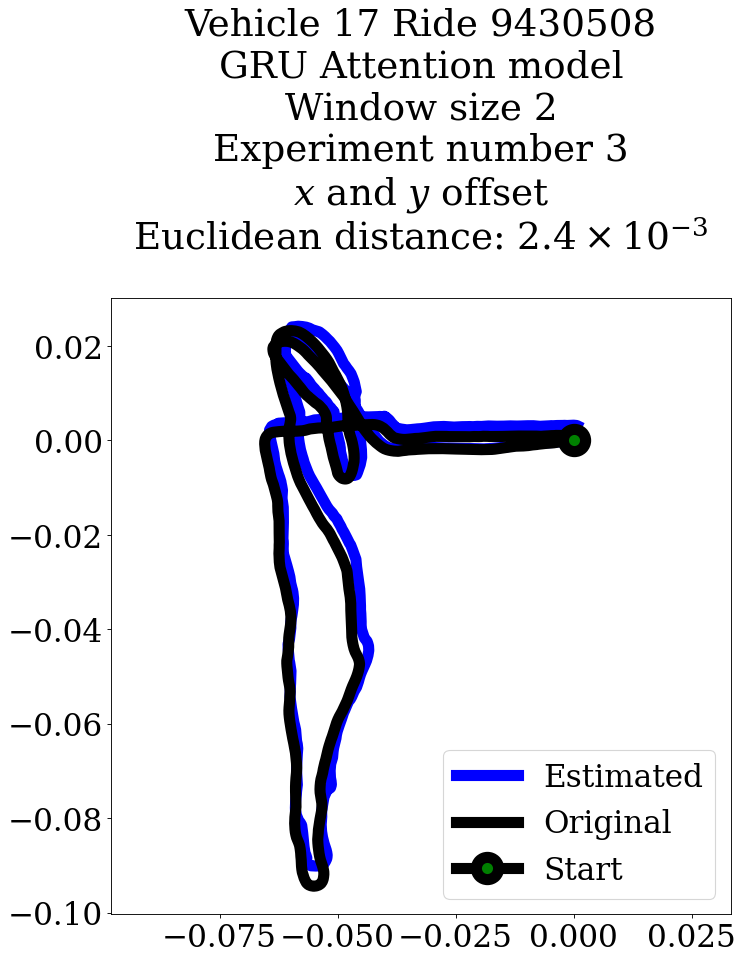 Vehicle 17 Ride 9430508
GRU Attention model
Window size 2
Experiment number 3
x and y offset
Euclidean distance: 2.4 × 10⁻³
0.02
0.00
−0.02
−0.04
−0.06
−0.08
−0.10
Estimated
Original
Start
−0.075 −0.050 −0.025 0.000 0.025